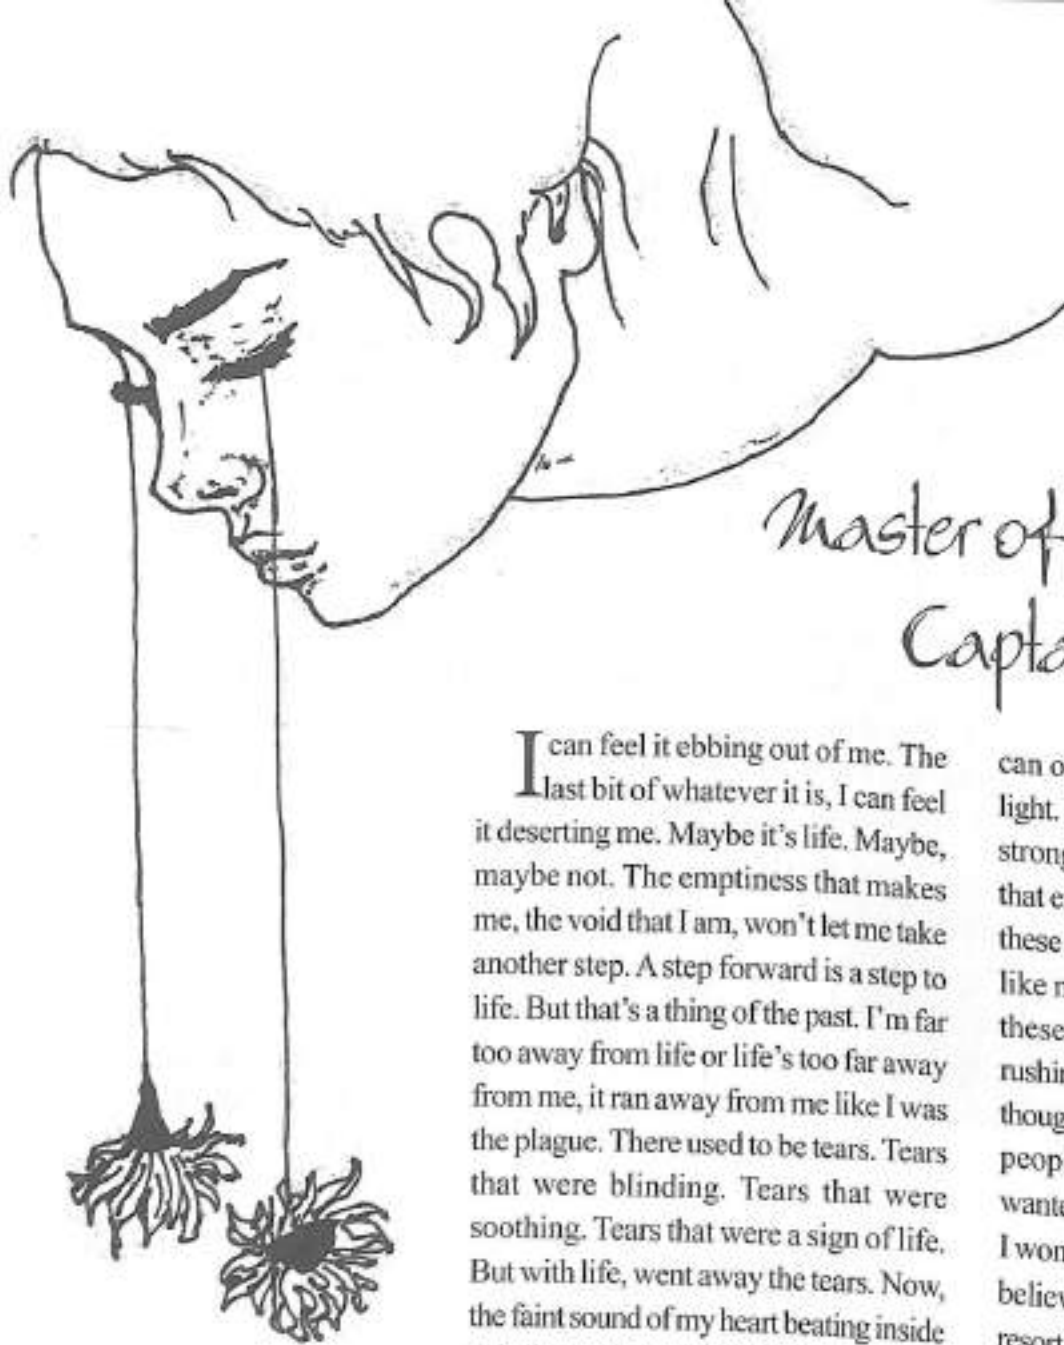 Master of
Capta
I can feel it ebbing out of me. The
last bit of whatever it is, I can feel
it deserting me. Maybe it's life. Maybe,
maybe not. The emptiness that makes
me, the void that I am, won't let me take
another step. A step forward is a step to
life. But that's a thing of the past. I'm far
too away from life or life's too far away
from me, it ran away from me like I was
the plague. There used to be tears. Tears
that were blinding. Tears that were
soothing. Tears that were a sign of life.
But with life, went away the tears. Now,
the faint sound of my heart beating inside
can o
light.
strong
that e
these
like n
these
rushin
thoug
peop
wante
I won
believ
resort